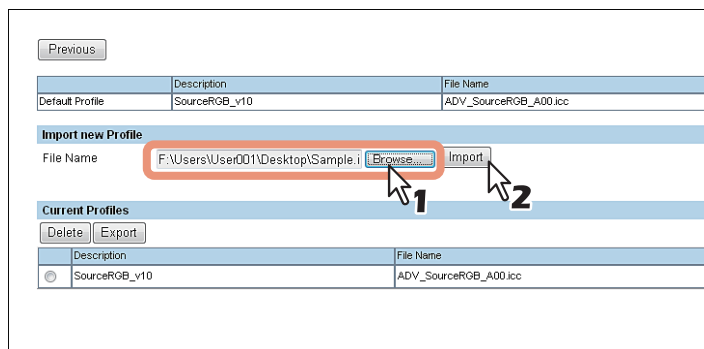 Previous
Description File Name
Default Profile SourceRGB_v10 ADV_SourceRGB_A00.icc
Import new Profile
File Name F:\Users\User001\Desktop\Sample.i Browse... Import
1 2
Current Profiles
Delete Export
Description File Name
SourceRGB_v10 ADV_SourceRGB_A00.icc